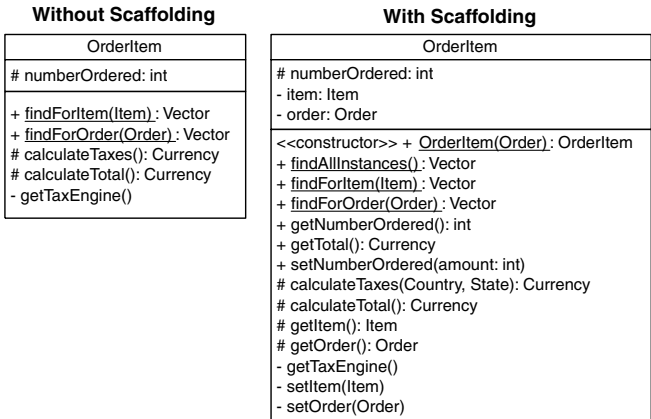 Without Scaffolding
OrderItem
# numberOrdered: int
+ findForItem(Item) : Vector
+ findForOrder(Order) : Vector
# calculateTaxes(): Currency
# calculateTotal(): Currency
- getTaxEngine()
With Scaffolding
OrderItem
# numberOrdered: int
- item: Item
- order: Order
<<constructor>> + OrderItem(Order) : OrderItem
+ findAllInstances() : Vector
+ findForItem(Item) : Vector
+ findForOrder(Order) : Vector
+ getNumberOrdered(): int
+ getTotal(): Currency
+ setNumberOrdered(amount: int)
# calculateTaxes(Country, State): Currency
# calculateTotal(): Currency
# getItem(): Item
# getOrder(): Order
- getTaxEngine()
- setItem(Item)
- setOrder(Order)